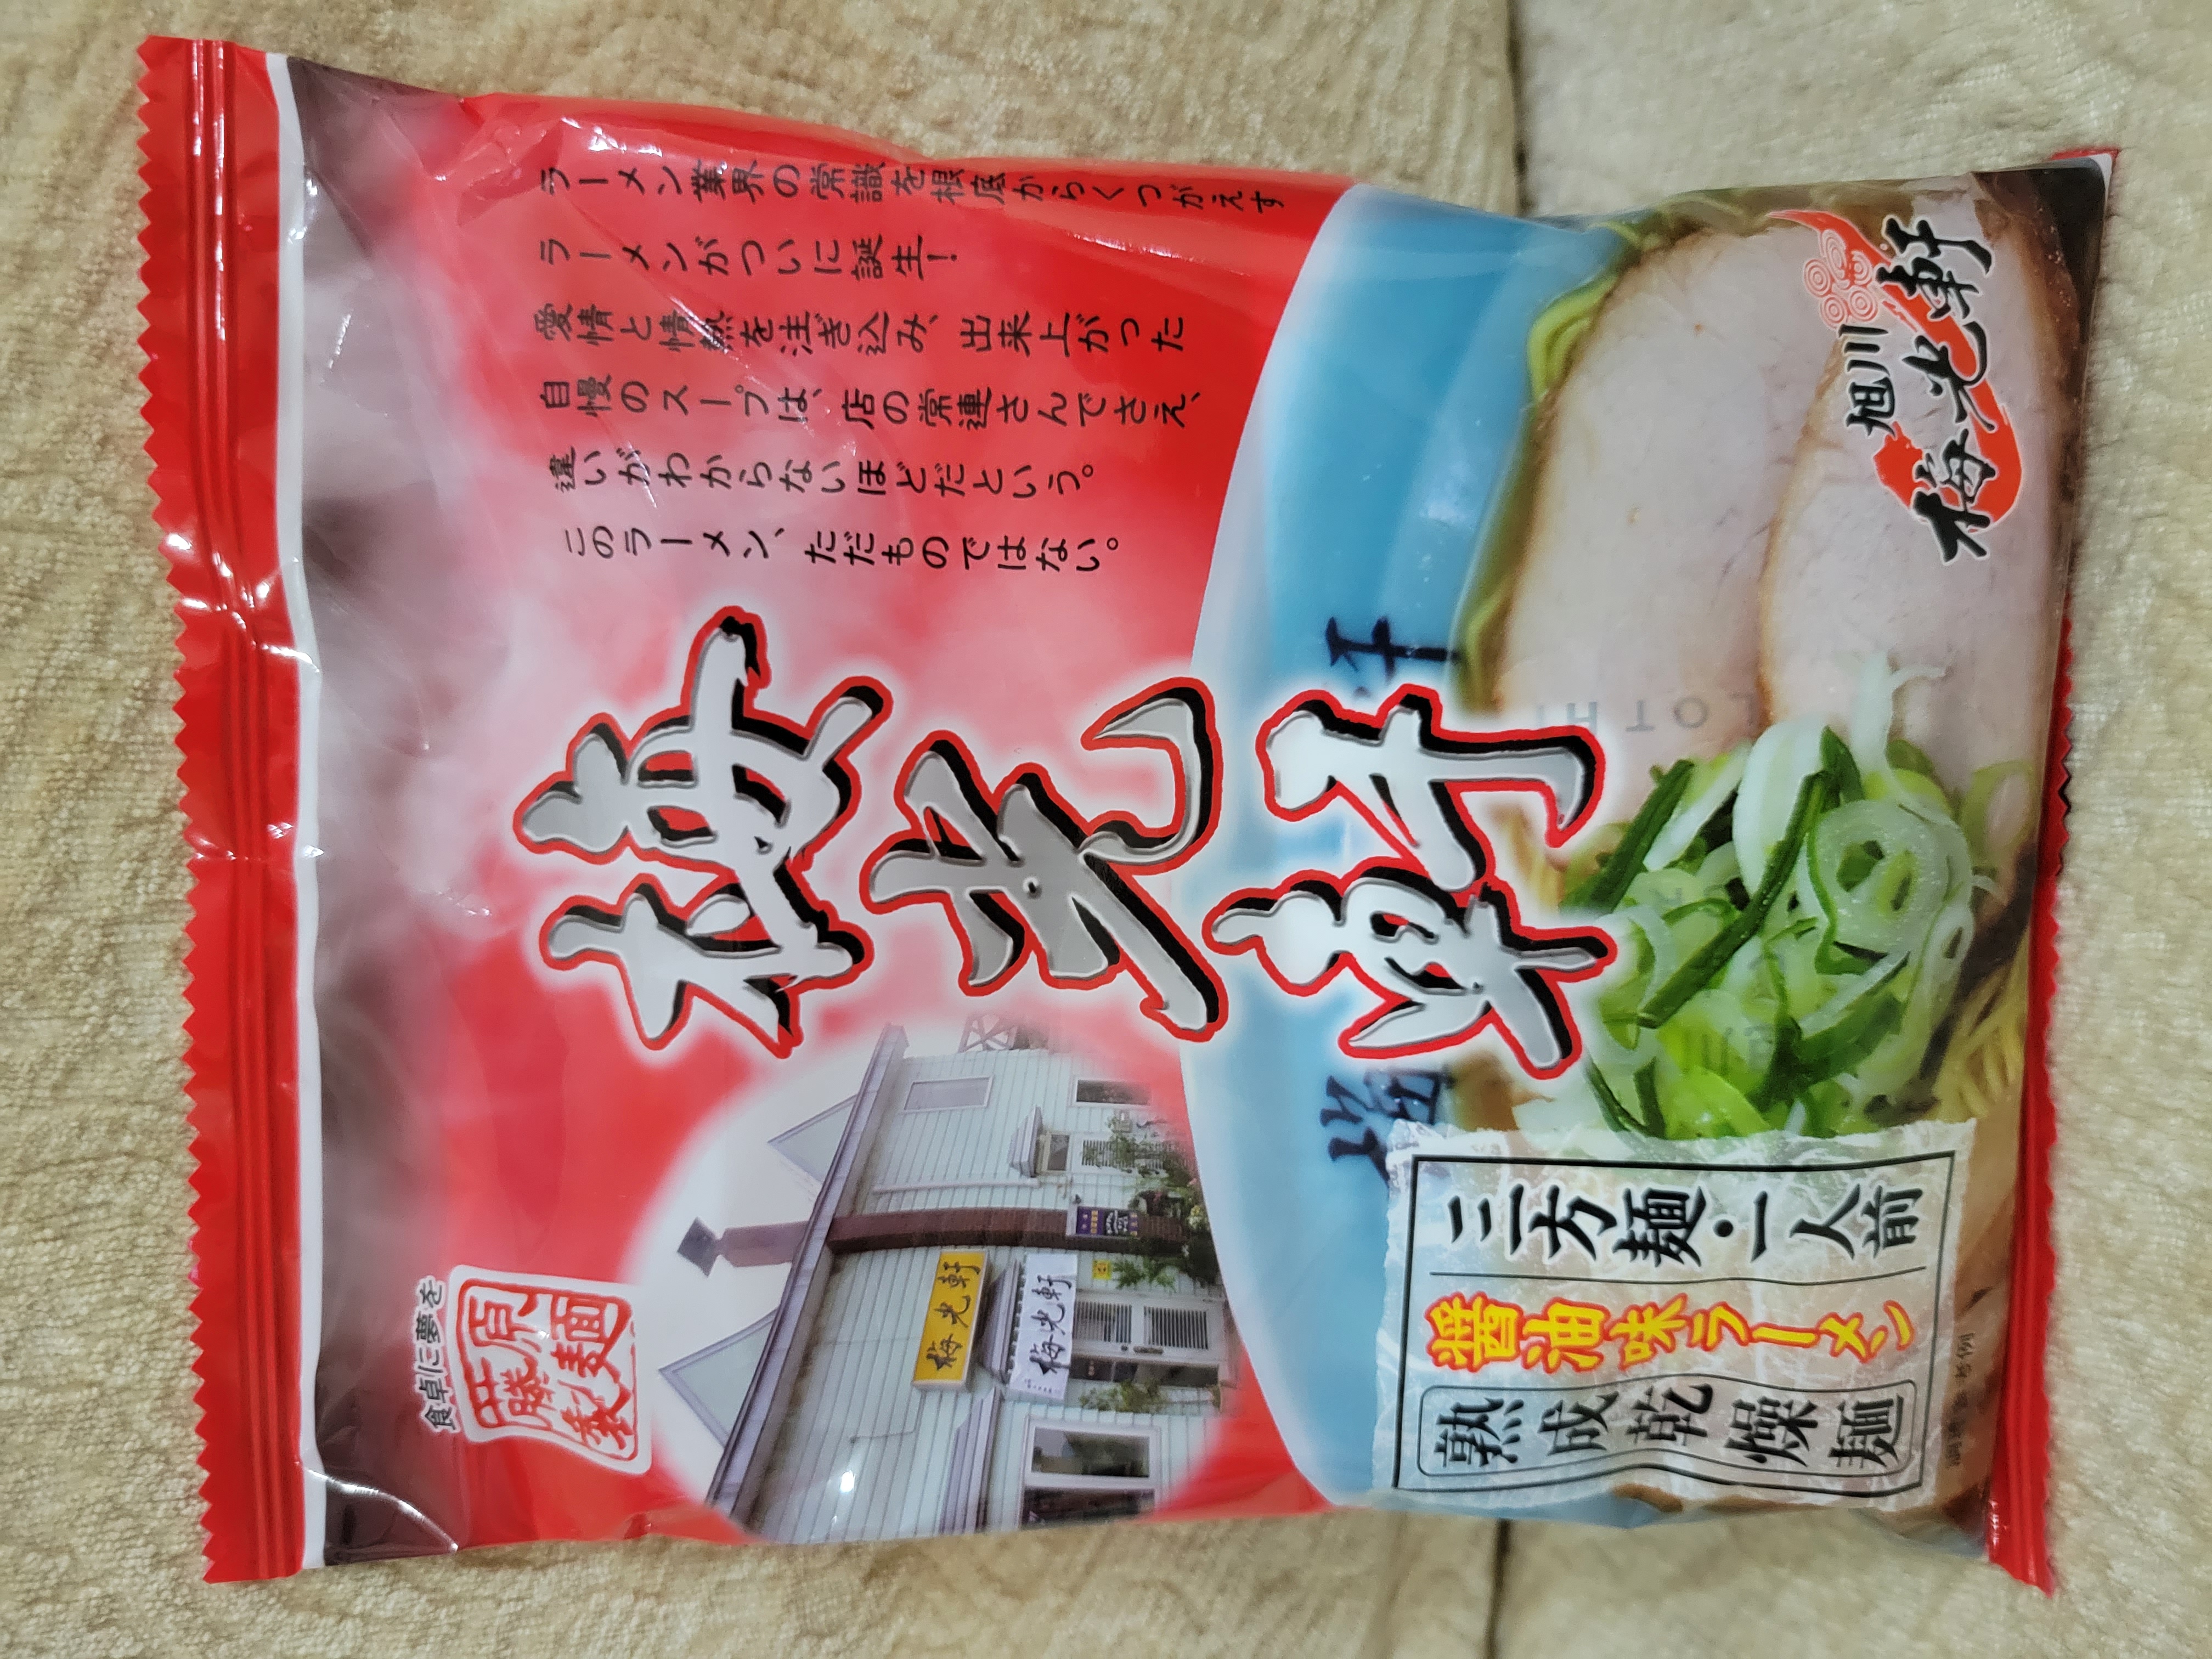 ラーメン業界の常識を根底からくつがえす
ラーメンがついに誕生!
愛情と情熱を注ぎ込み、出来上がった
自慢のスープは、店の常連さんでさえ、
違いがわからないほどだという。
このラーメン、ただものではない。
梅光軒
食卓に夢を
藤原製麺
梅光軒
梅光軒
旭川
梅光軒
三方麺・一人前
醤油味ラーメン
熟成乾燥麺